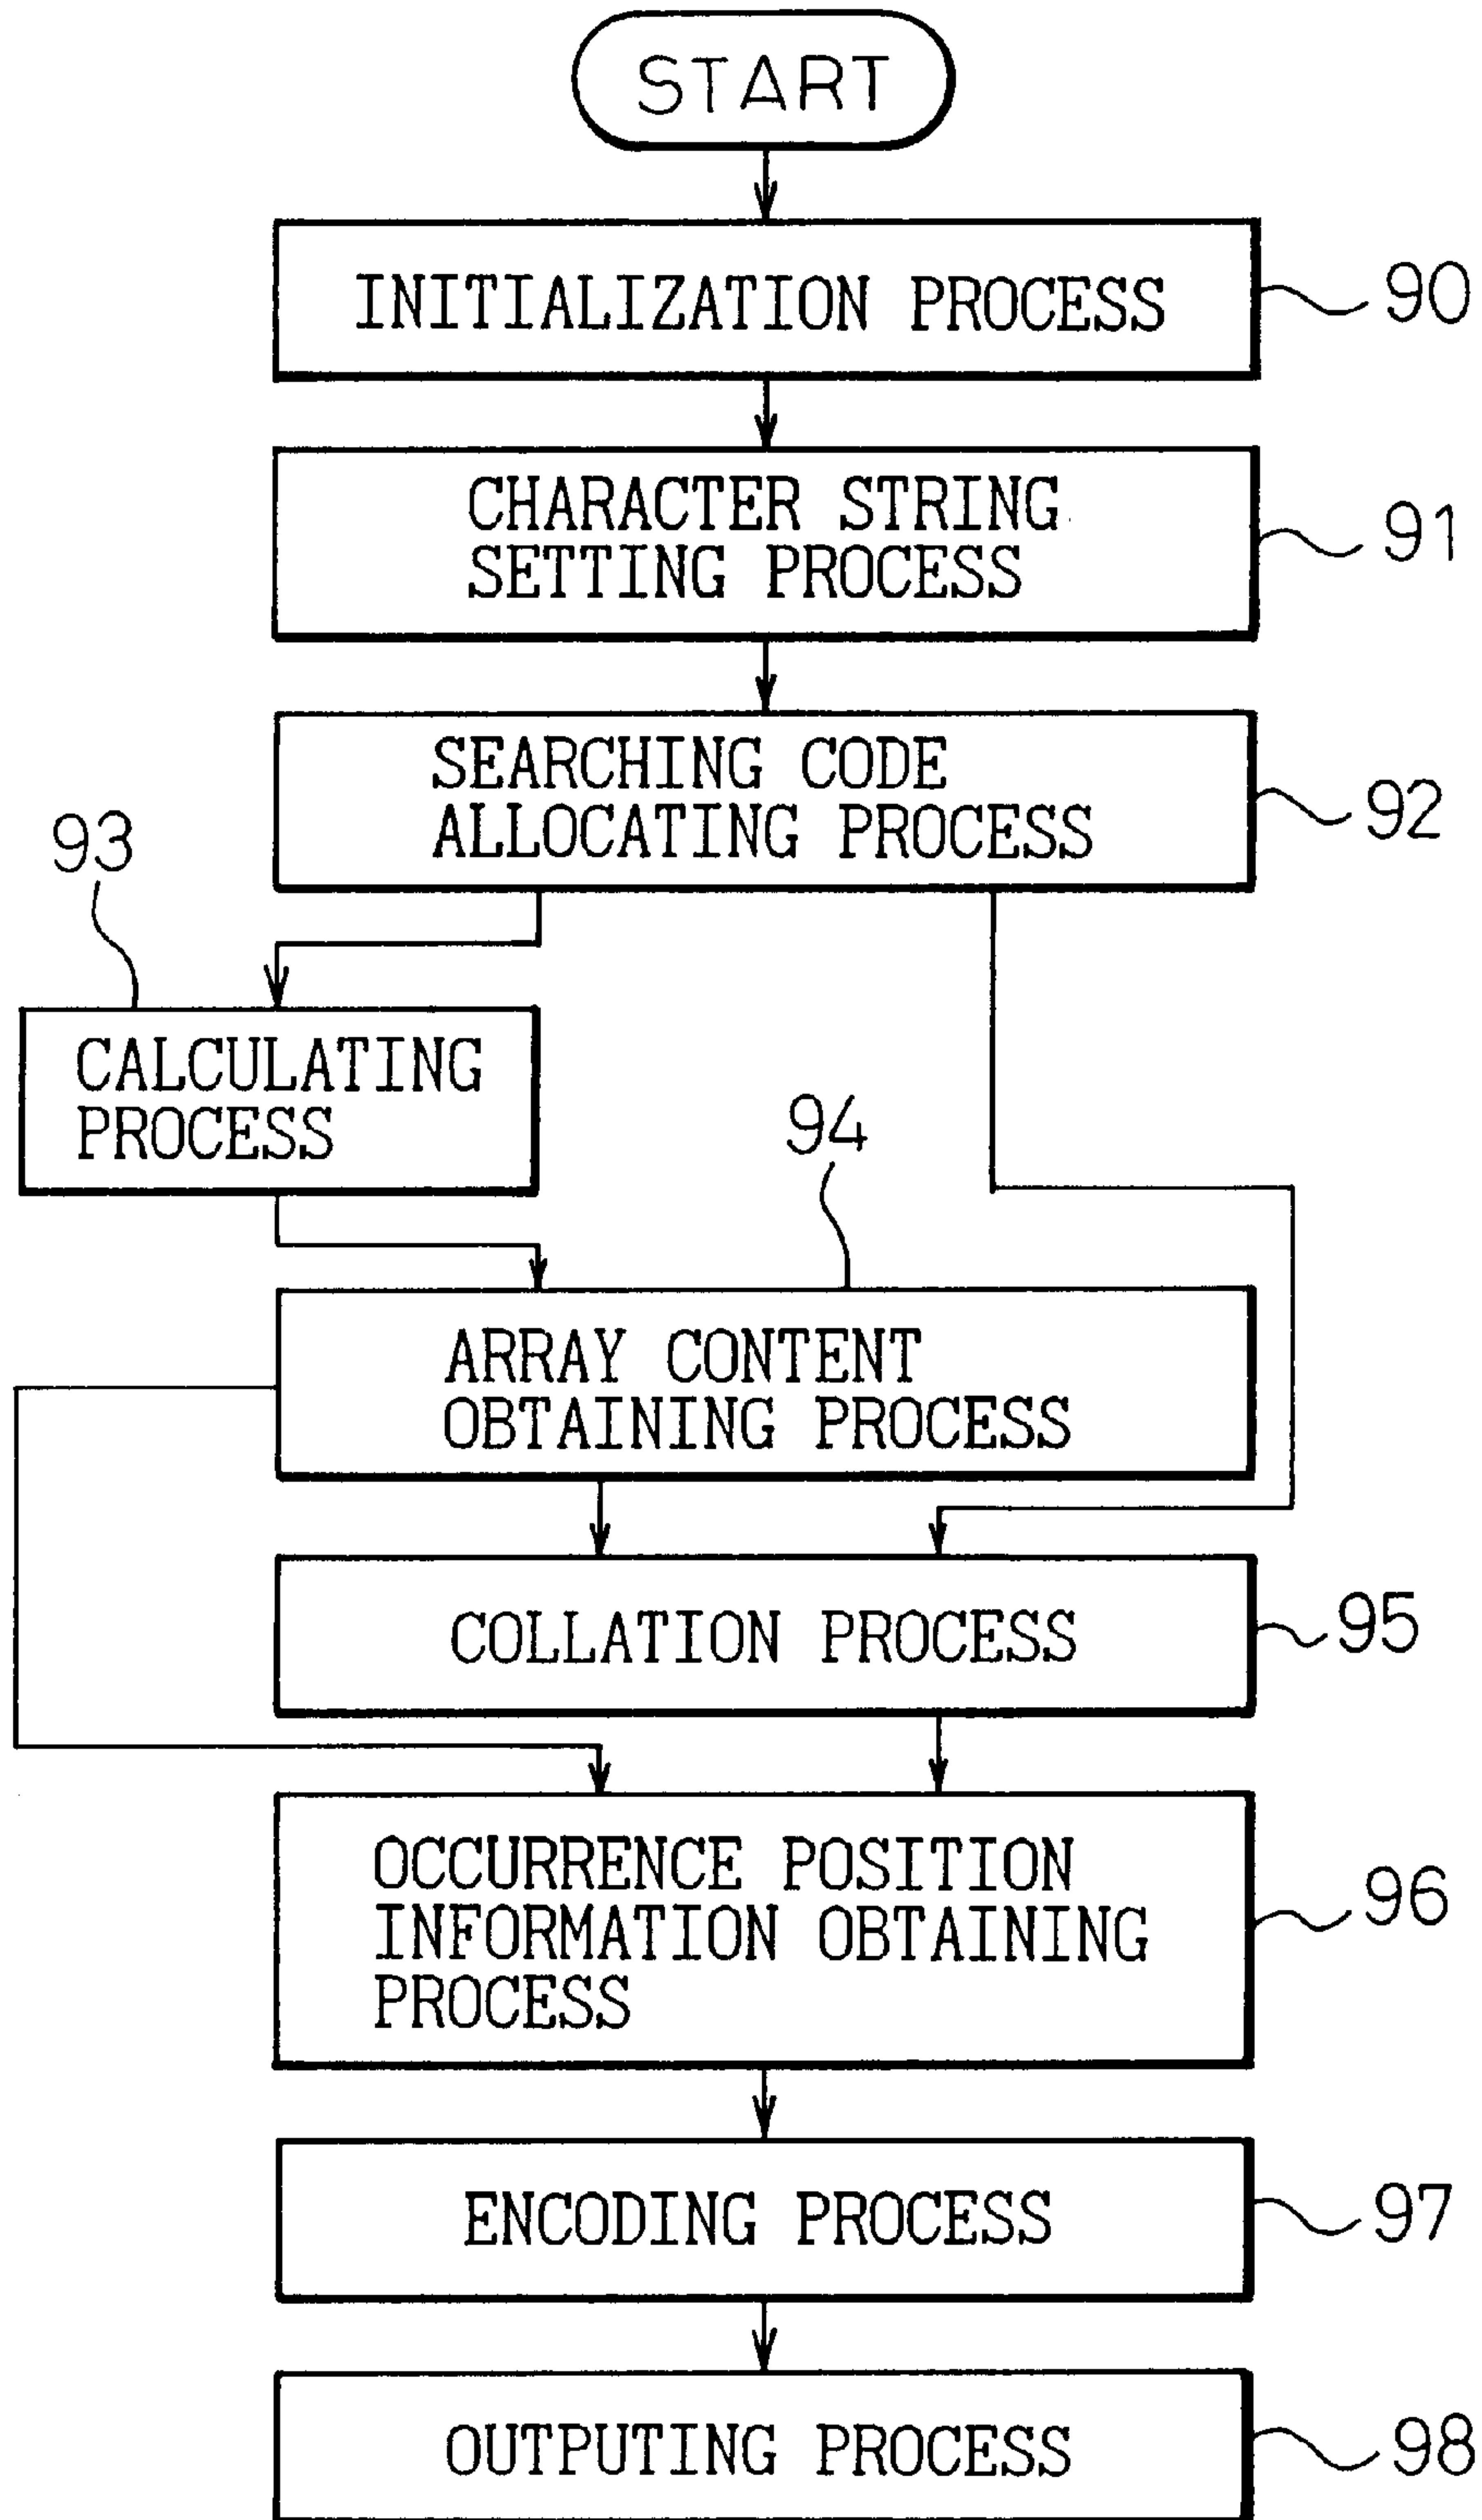 START
INITIALIZATION PROCESS
90
CHARACTER STRING
SETTING PROCESS
91
SEARCHING CODE
ALLOCATING PROCESS
92
93
CALCULATING
PROCESS
94
ARRAY CONTENT
OBTAINING PROCESS
COLLATION PROCESS
95
OCCURRENCE POSITION
INFORMATION OBTAINING
PROCESS
96
ENCODING PROCESS
97
OUTPUTING PROCESS
98